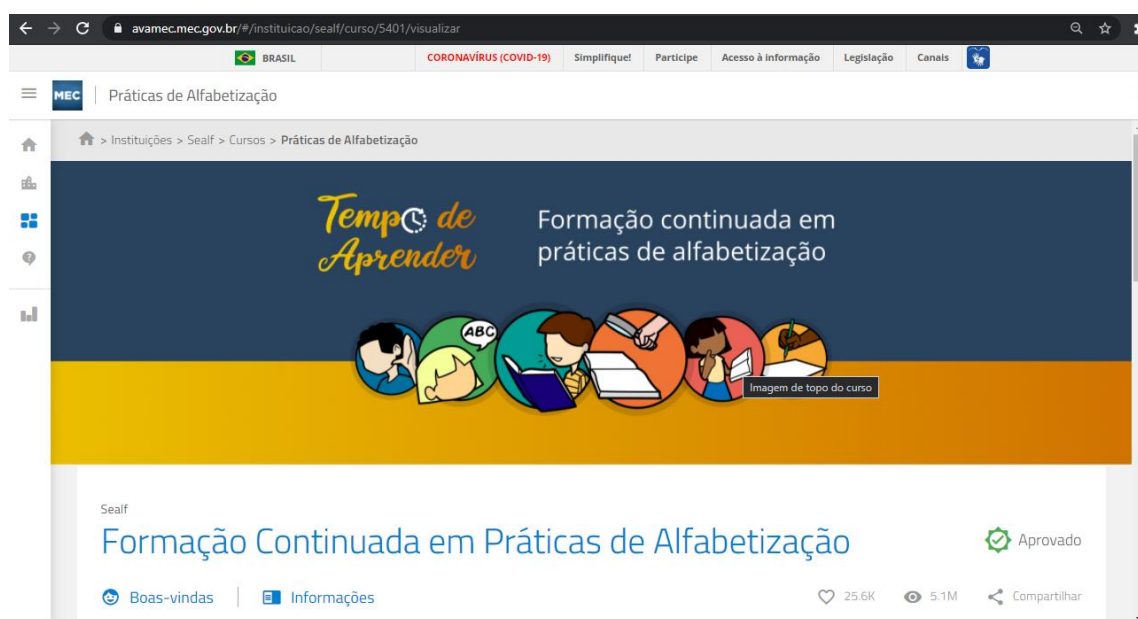 avamec.mec.gov.br/#/instituicao/sealf/curso/5401/visualizar
BRASIL CORONAVÍRUS (COVID-19) Simplifique! Participe Acesso à informação Legislação Canais
MEC Práticas de Alfabetização
> Instituições > Sealf > Cursos > Práticas de Alfabetização
Tempo de
Aprender
Formação continuada em
práticas de alfabetização
ABC
Imagem de topo do curso
Sealf
Formação Continuada em Práticas de Alfabetização
Aprovado
Boas-vindas Informações 25.6K 5.1M Compartilhar